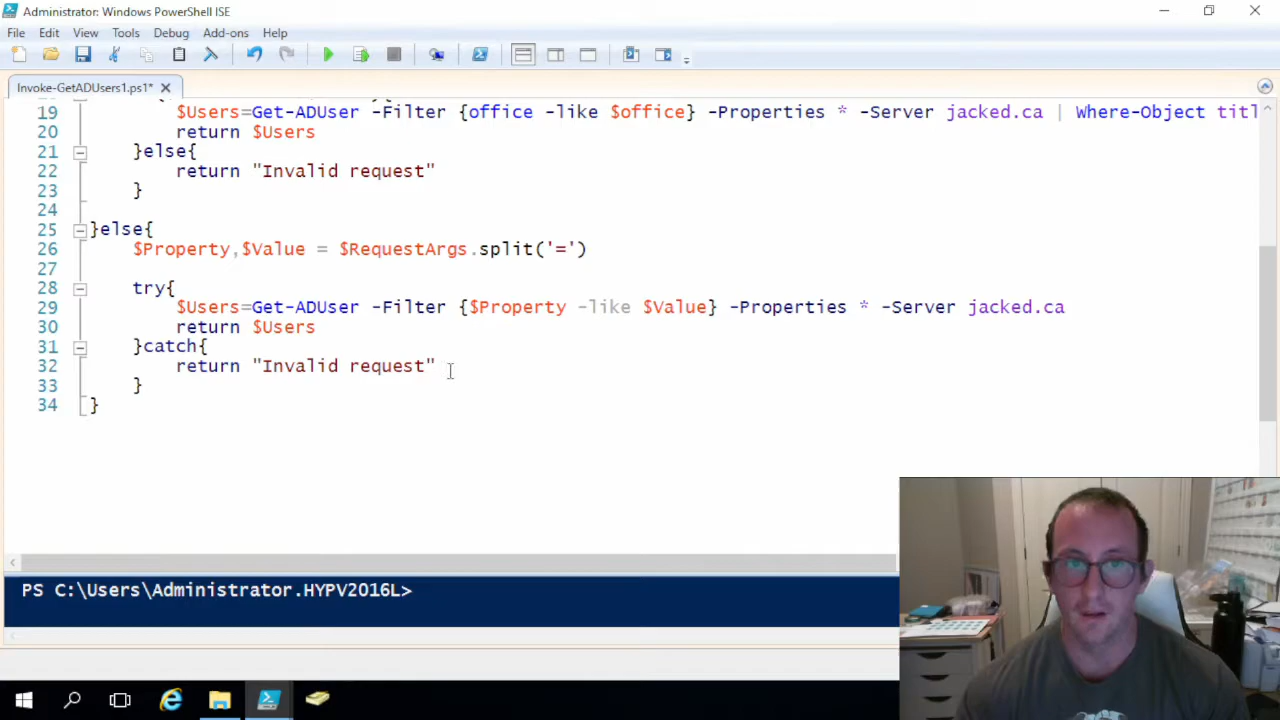 Administrator: Windows PowerShell ISE
File Edit View Tools Debug Add-ons Help
Invoke-GetADUsers1.ps1*
19 $Users=Get-ADUser -Filter {office -like $office} -Properties * -Server jacked.ca | Where-Object titl
20 return $Users
21 }else{
22 return "Invalid request"
23 }
24
25 }else{
26 $Property,$Value = $RequestArgs.split('=')
27
28 try{
29 $Users=Get-ADUser -Filter {$Property -like $Value} -Properties * -Server jacked.ca
30 return $Users
31 }catch{
32 return "Invalid request"
33 }
34 }
PS C:\Users\Administrator.HYPV2016L>